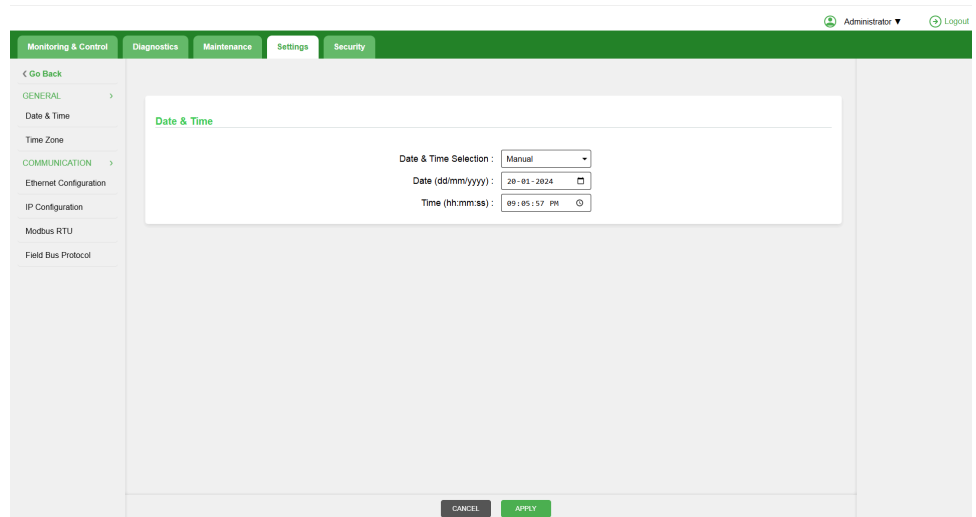 Administrator ▼ Logout
Monitoring & Control Diagnostics Maintenance Settings Security
Go Back
GENERAL
Date & Time
Time Zone
COMMUNICATION
Ethernet Configuration
IP Configuration
Modbus RTU
Field Bus Protocol
Date & Time
Date & Time Selection : Manual
Date (dd/mm/yyyy) : 20-01-2024
Time (hh:mm:ss) : 09:05:57 PM
CANCEL APPLY